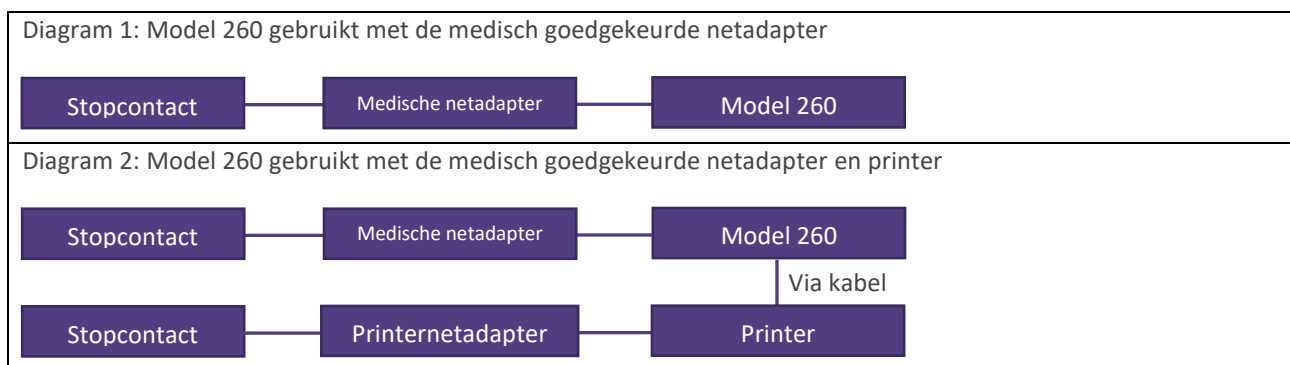 Diagram 1: Model 260 gebruikt met de medisch goedgekeurde netadapter
Stopcontact Medische netadapter Model 260
Diagram 2: Model 260 gebruikt met de medisch goedgekeurde netadapter en printer
Stopcontact Medische netadapter Model 260
Via kabel
Stopcontact Printernetadapter Printer